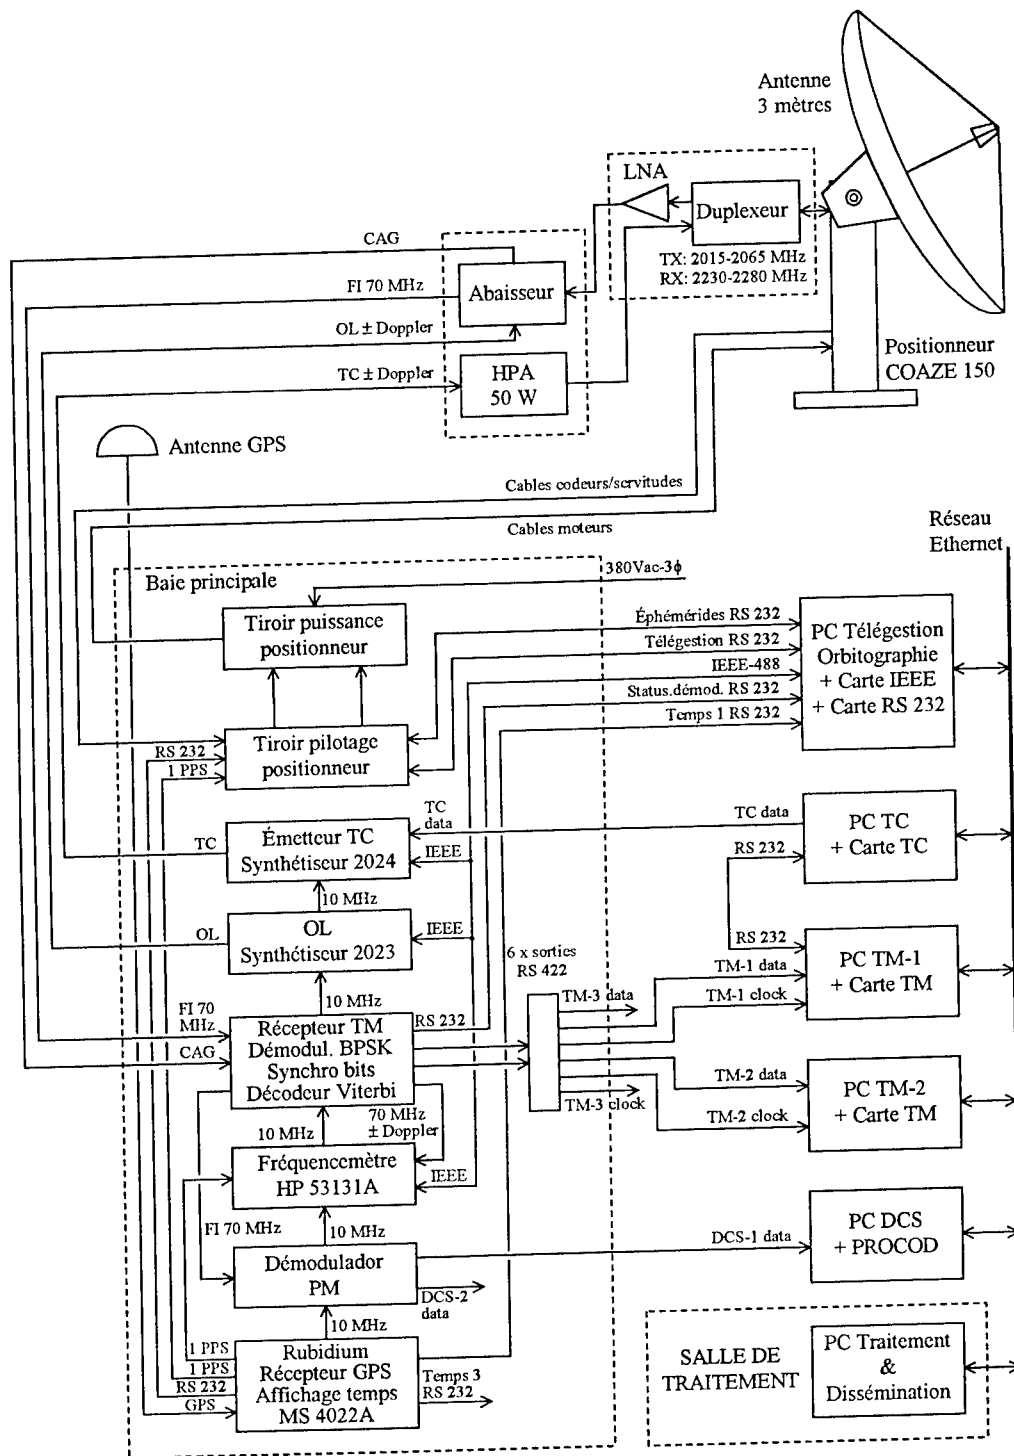 Antenne
3 mètres
LNA
Duplexeur
TX: 2015-2065 MHz
RX: 2230-2280 MHz
CAG
FI 70 MHz
Abaisseur
OL ± Doppler
TC ± Doppler
HPA
50 W
Positionneur
COAZE 150
Antenne GPS
Cables codeurs/servitudes
Cables moteurs
Réseau
Ethernet
380Vac-3ϕ
Baie principale
Tiroir puissance
positionneur
Éphémérides RS 232
Télégestion RS 232
IEEE-488
Status.démod. RS 232
Temps 1 RS 232
PC Télégestion
Orbitographie
+ Carte IEEE
+ Carte RS 232
RS 232
1 PPS
Tiroir pilotage
positionneur
TC
Émetteur TC
Synthétiseur 2024
TC
data
IEEE
TC data
PC TC
+ Carte TC
RS 232
10 MHz
OL
OL
Synthétiseur 2023
IEEE
6 x sorties
RS 422
RS 232
PC TM-1
+ Carte TM
TM-1 data
TM-1 clock
10 MHz
FI 70
MHz
CAG
Récepteur TM
Démodul. BPSK
Synchro bits
Décodeur Viterbi
RS 232
TM-3 data
TM-3 clock
TM-2 data
TM-2 clock
PC TM-2
+ Carte TM
10 MHz
70 MHz
± Doppler
Fréquencemètre
HP 53131A
IEEE
FI 70 MHz
10 MHz
Démodulador
PM
DCS-1 data
DCS-2
data
PC DCS
+ PROCOD
10 MHz
1 PPS
1 PPS
RS 232
GPS
Rubidium
Récepteur GPS
Affichage temps
MS 4022A
Temps 3
RS 232
SALLE DE
TRAITEMENT
PC Traitement
&
Dissémination